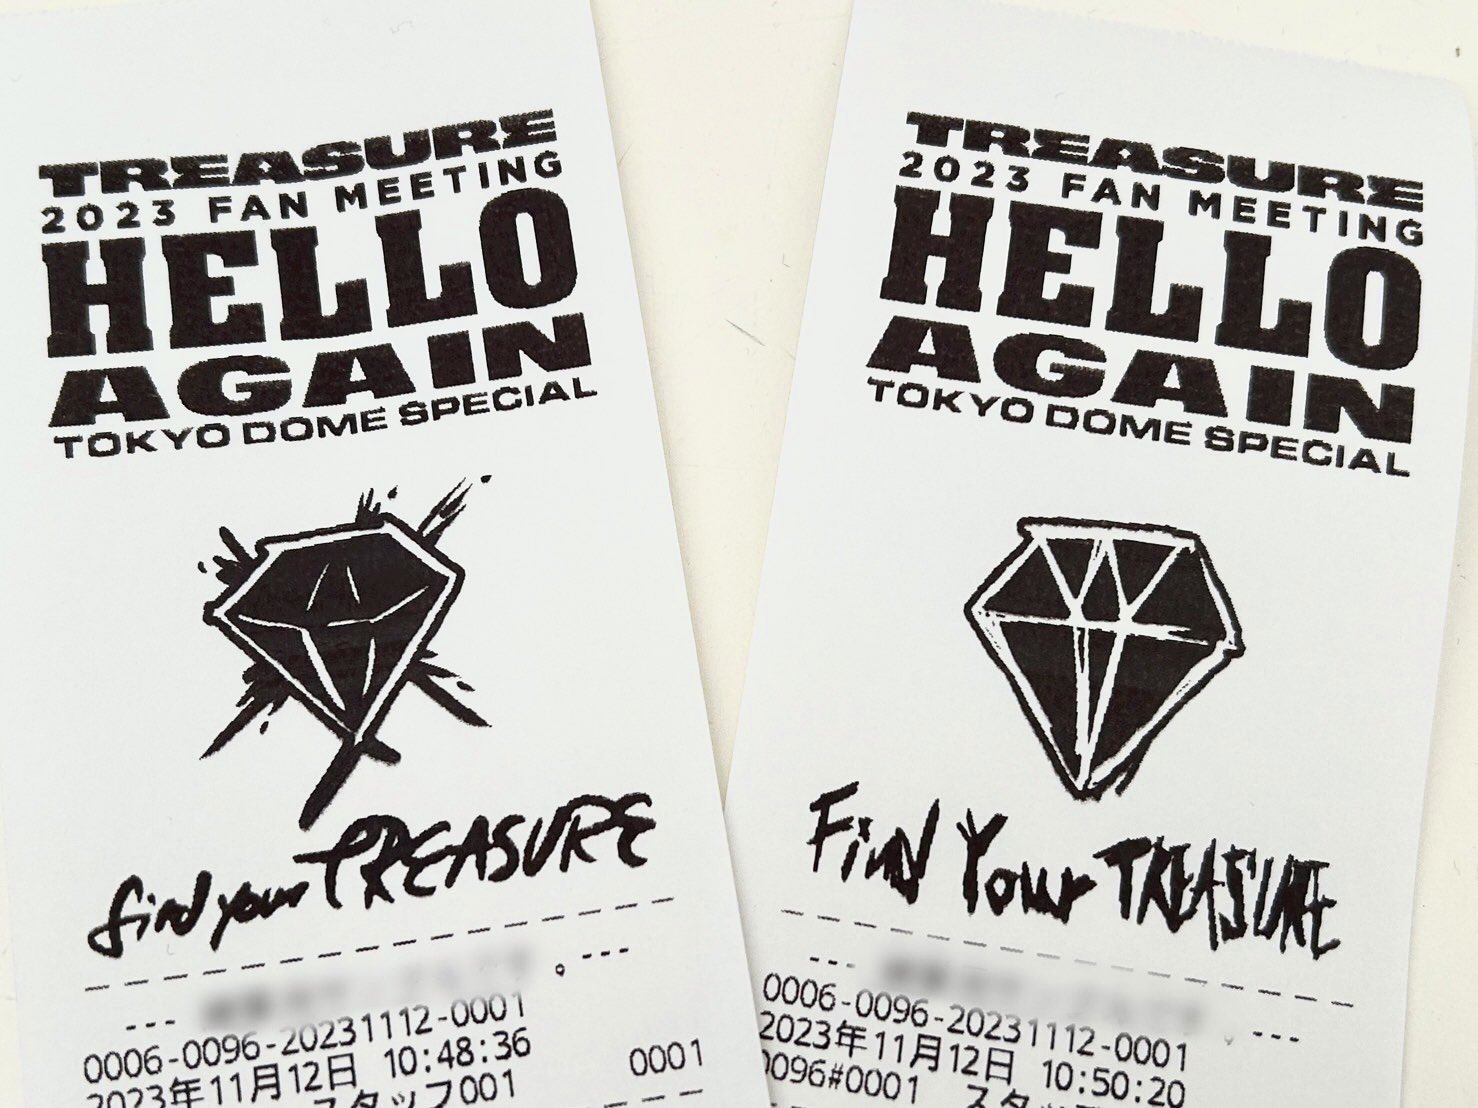 TREASURE
2023 FAN MEETING
HELLO
AGAIN
TOKYO DOME SPECIAL
find your TREASURE
0006-0096-20231112-0001
2023年11月12日 10:48:36
スタッフ001 0001
TREASURE
2023 FAN MEETING
HELLO
AGAIN
TOKYO DOME SPECIAL
Find Your TREASURE
0006-0096-20231112-0001
2023年11月12日 10:50:20
0096#0001